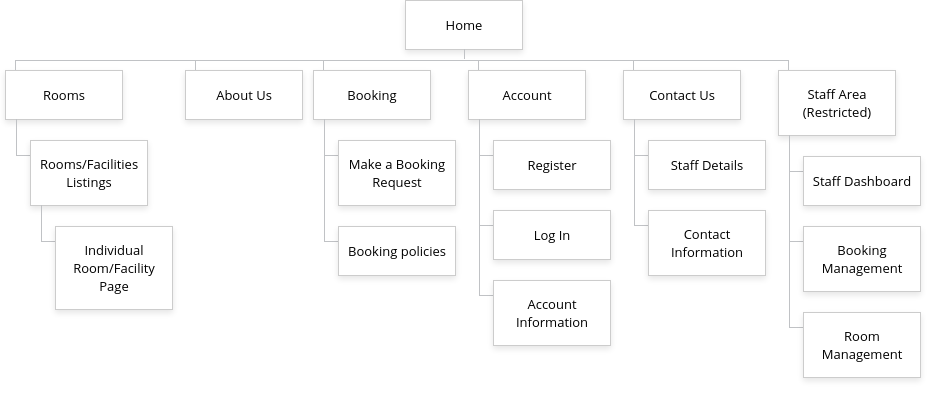 Home
Rooms
About Us
Booking
Account
Contact Us
Staff Area
(Restricted)
Rooms/Facilities
Listings
Individual
Room/Facility
Page
Make a Booking
Request
Booking policies
Register
Log In
Account
Information
Staff Details
Contact
Information
Staff Dashboard
Booking
Management
Room
Management